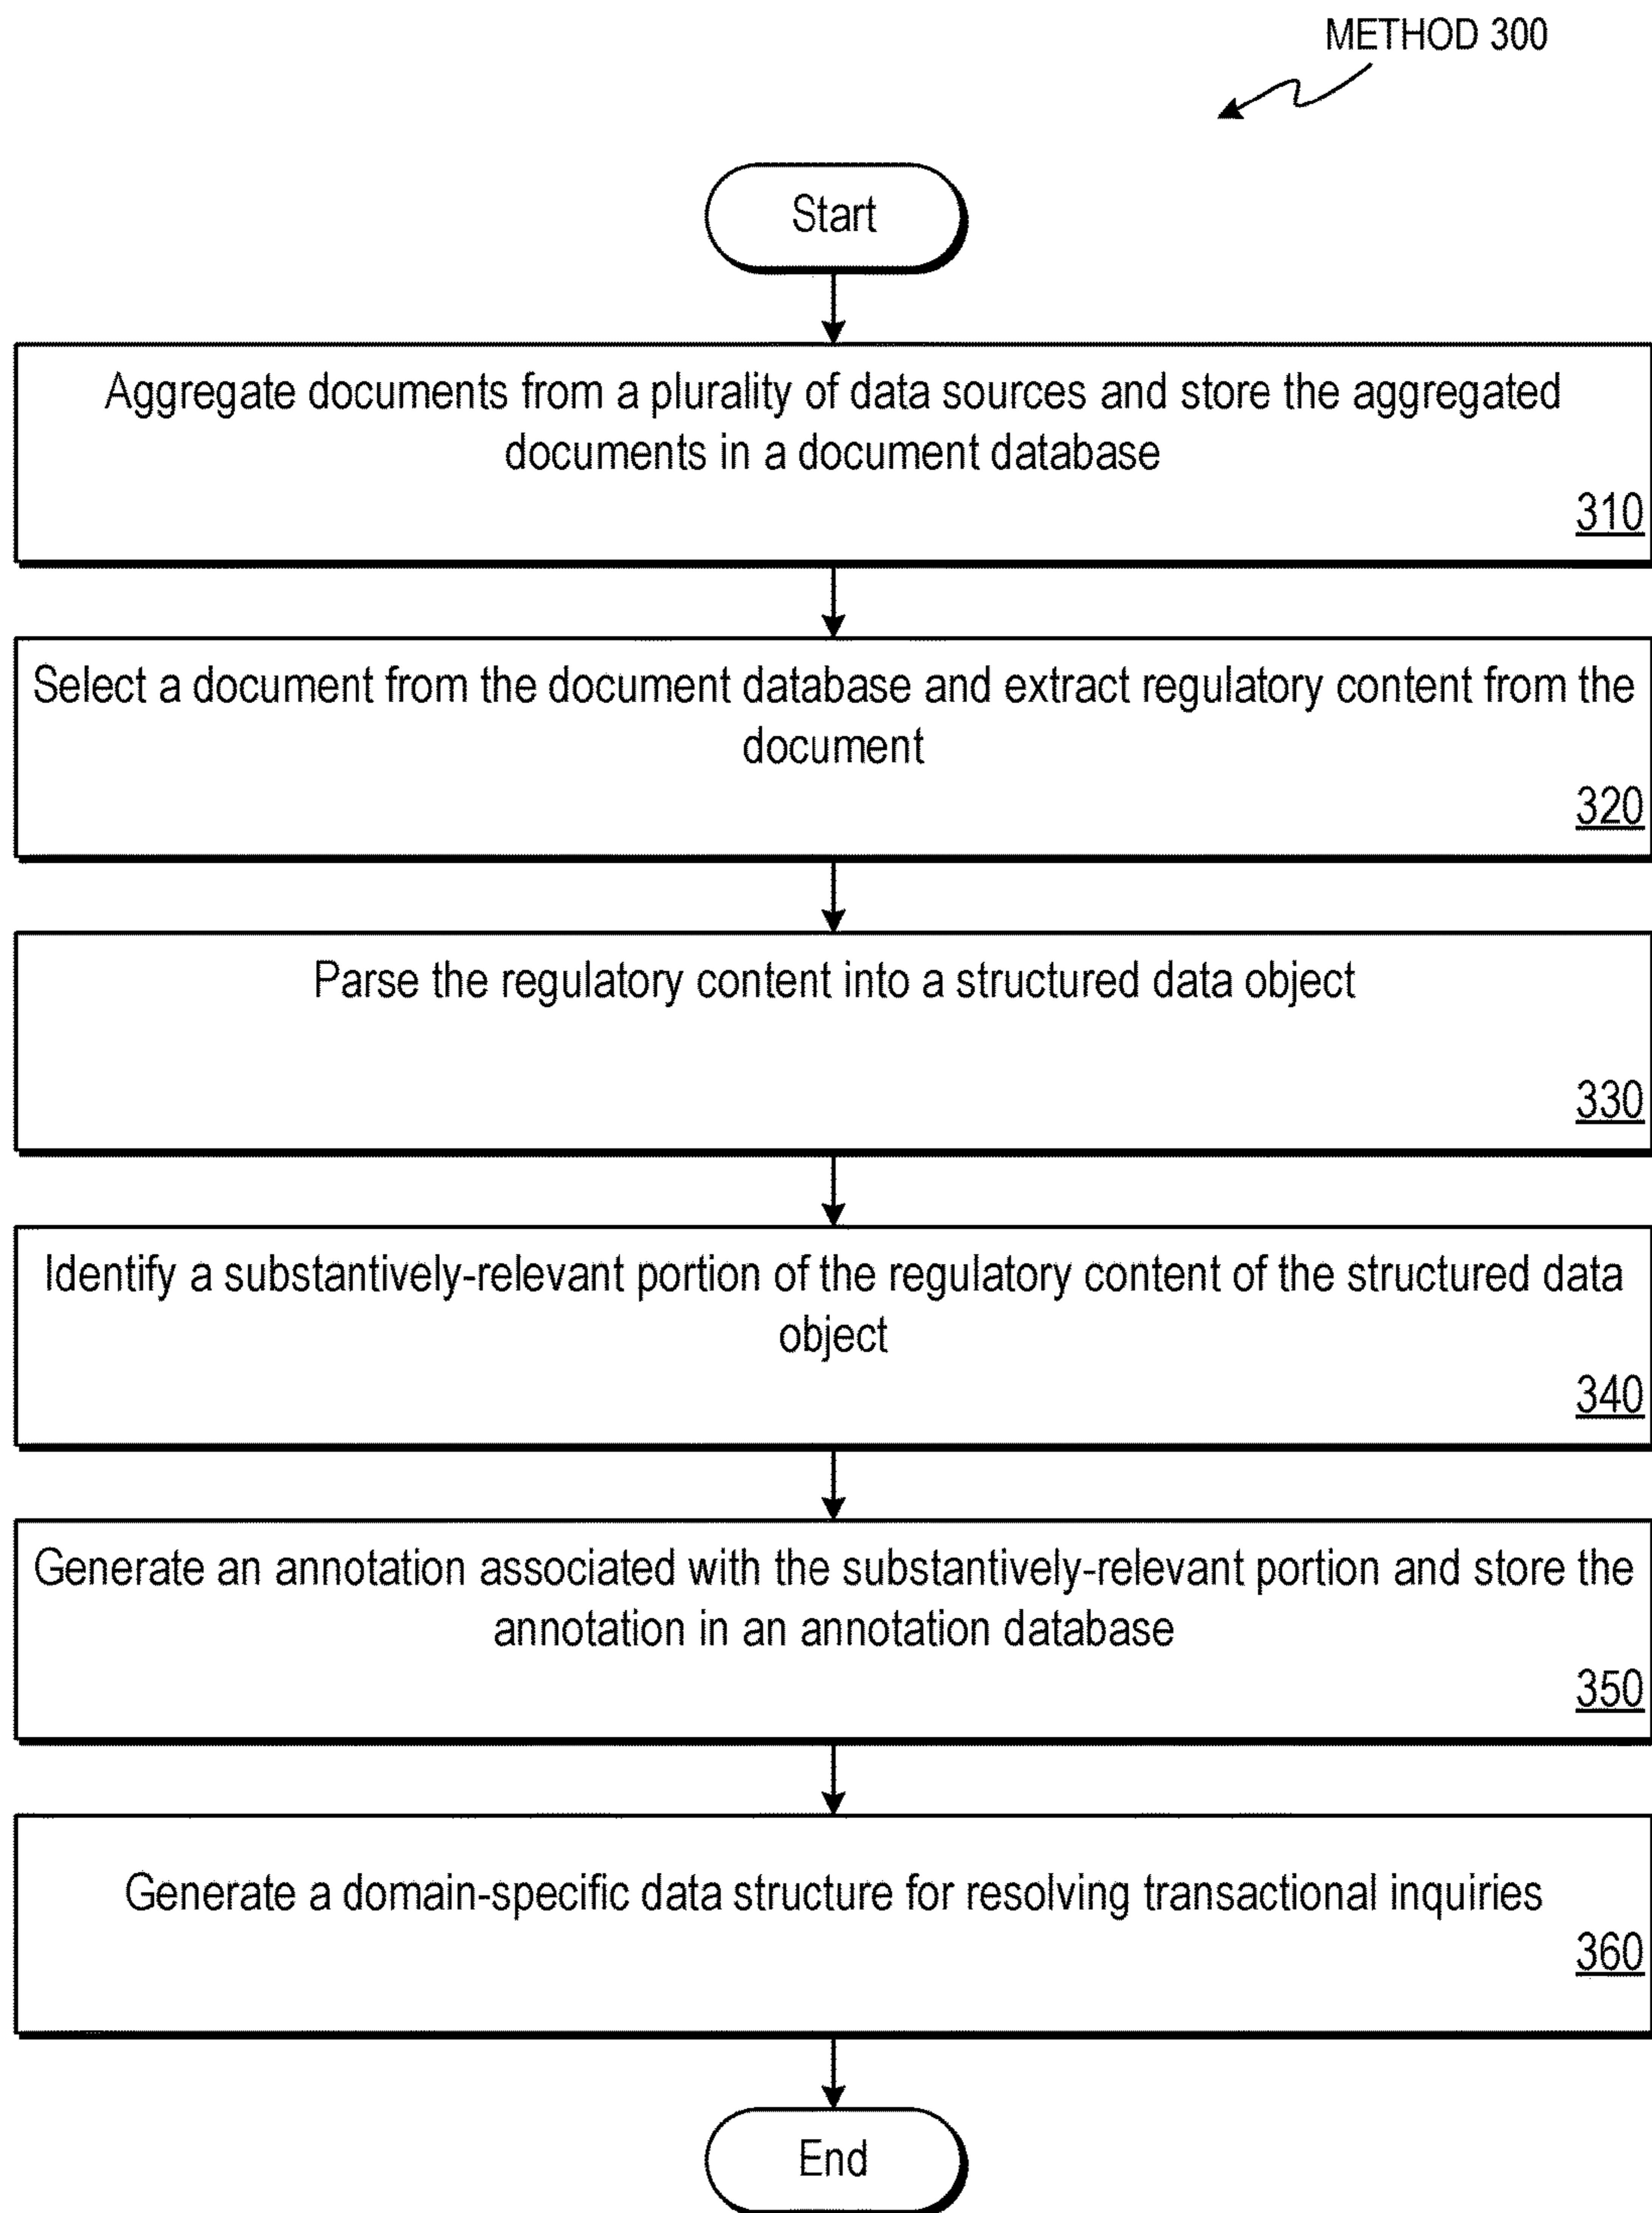 METHOD 300
Start
Aggregate documents from a plurality of data sources and store the aggregated
documents in a document database
310
Select a document from the document database and extract regulatory content from the
document
320
Parse the regulatory content into a structured data object
330
Identify a substantively-relevant portion of the regulatory content of the structured data
object
340
Generate an annotation associated with the substantively-relevant portion and store the
annotation in an annotation database
350
Generate a domain-specific data structure for resolving transactional inquiries
360
End